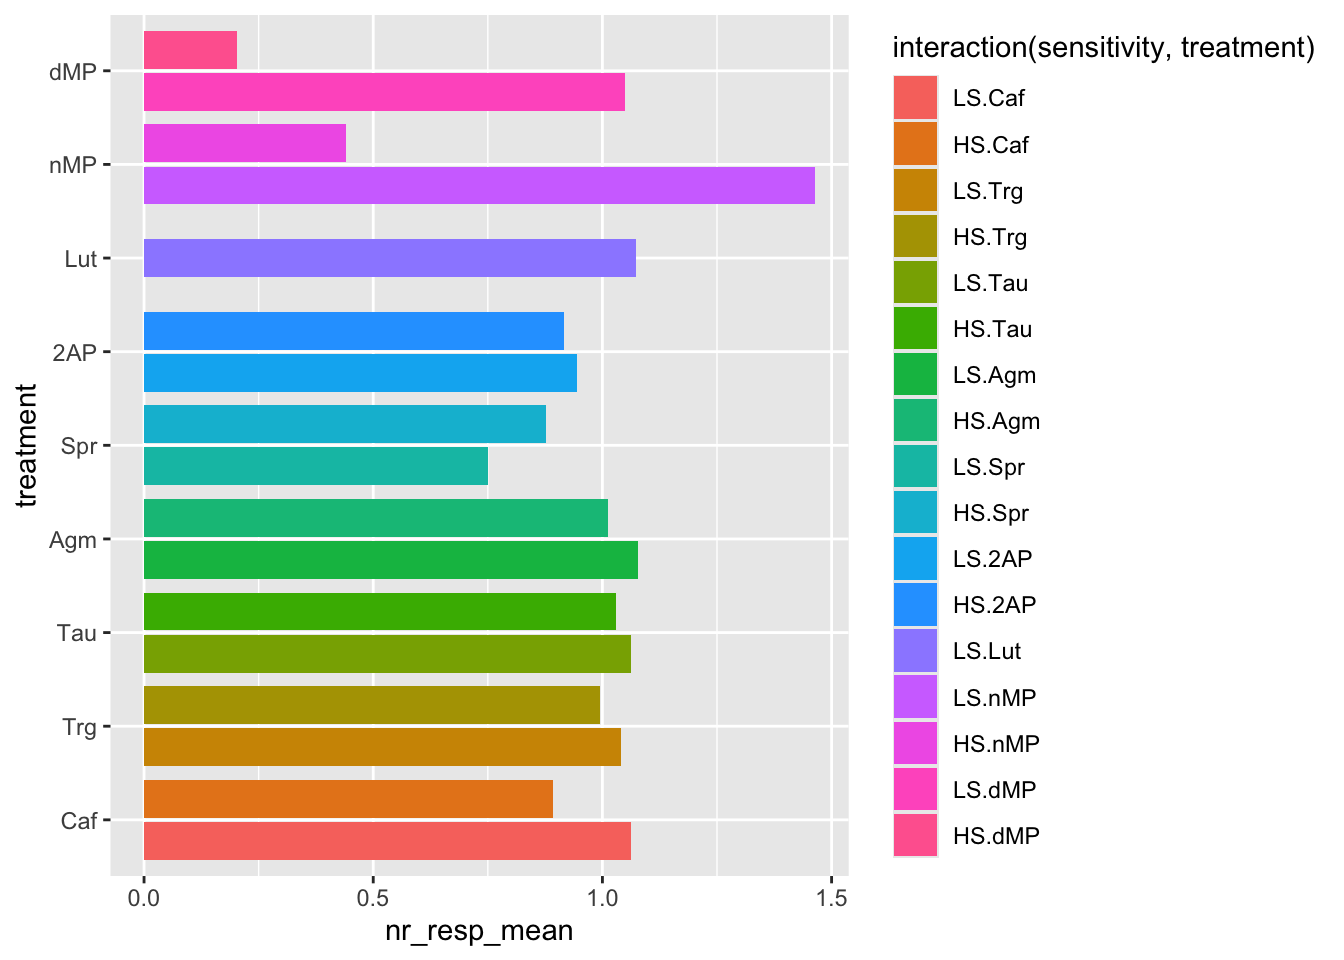 dMP
nMP
Lut
2AP
Spr
Agm
Tau
Trg
Caf
treatment
0.0
0.5
1.0
1.5
nr_resp_mean
interaction(sensitivity, treatment)
LS.Caf
HS.Caf
LS.Trg
HS.Trg
LS.Tau
HS.Tau
LS.Agm
HS.Agm
LS.Spr
HS.Spr
LS.2AP
HS.2AP
LS.Lut
LS.nMP
HS.nMP
LS.dMP
HS.dMP